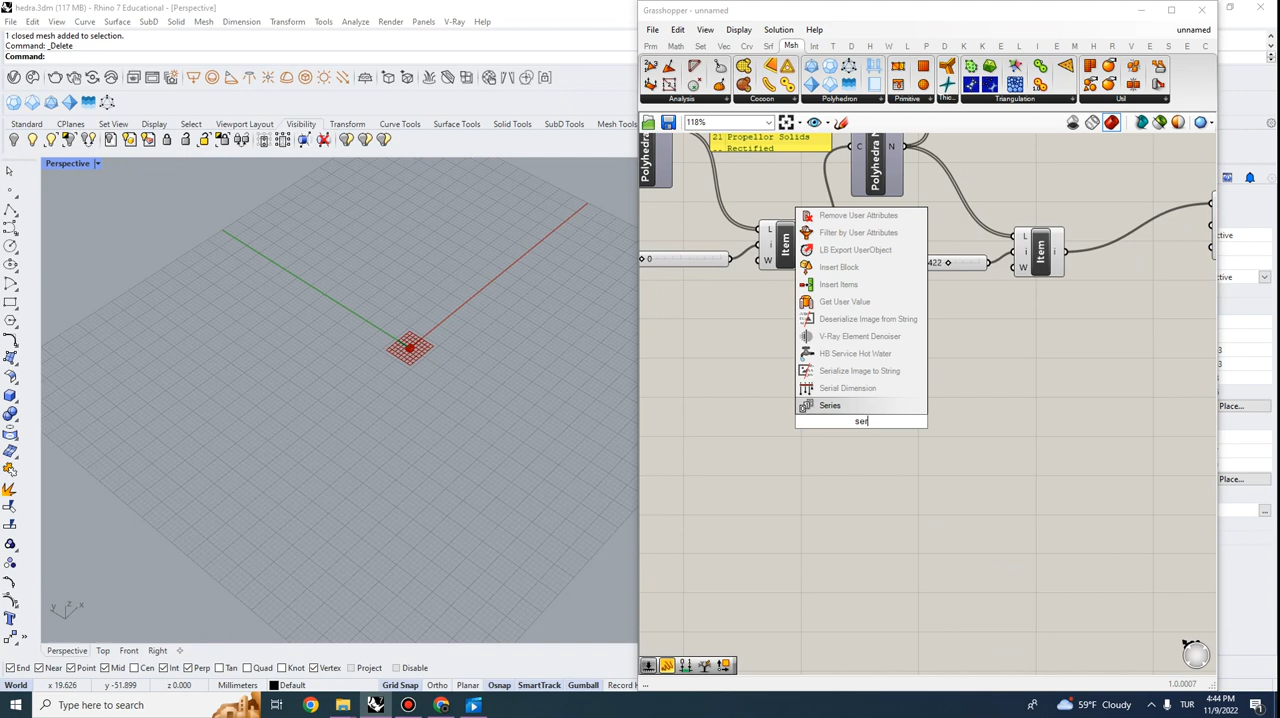 hedra.3dm (117 MB) - Rhino 7 Educational - [Perspective]
File Edit View Curve Surface SubD Solid Mesh Dimension Transform Tools Analyze Render Panels V-Ray Help
1 closed mesh added to selection.
Command: _Delete
Command:
Standard CPlanes Set View Display Select Viewport Layout Visibility Transform Curve Tools Surface Tools Solid Tools SubD Tools Mesh Tools
Perspective
y z x
Perspective Top Front Right
End Near Point Mid Cen Int Perp Tan Quad Knot Vertex Project Disable
World x 19.626 y -51.899 z 0.000 Millimeters Default Grid Snap Ortho Planar Osnap SmartTrack Gumball Record H
Grasshopper - unnamed
File Edit View Display Solution Help unnamed
Prm Math Set Vec Crv Srf Msh Int T D H L F P D K K E L I K E M H R V E S C
Analysis Cocoon Polyhedron Primitive Thic... Triangulation Util
118%
21 Propellor Solids
-- Rectified
C N
L
i Item
W
0
422
L
i Item i
W
Remove User Attributes
Filter by User Attributes
LB Export UserObject
Insert Block
Insert Items
Get User Value
Deserialize Image from String
V-Ray Element Denoiser
HB Service Hot Water
Serialize Image to String
Serial Dimension
Series
ser
...
1.0.0007
ctive
ctive
3
3
Place...
Place...
...
Type here to search
59°F Cloudy
TUR
4:44 PM
11/9/2022